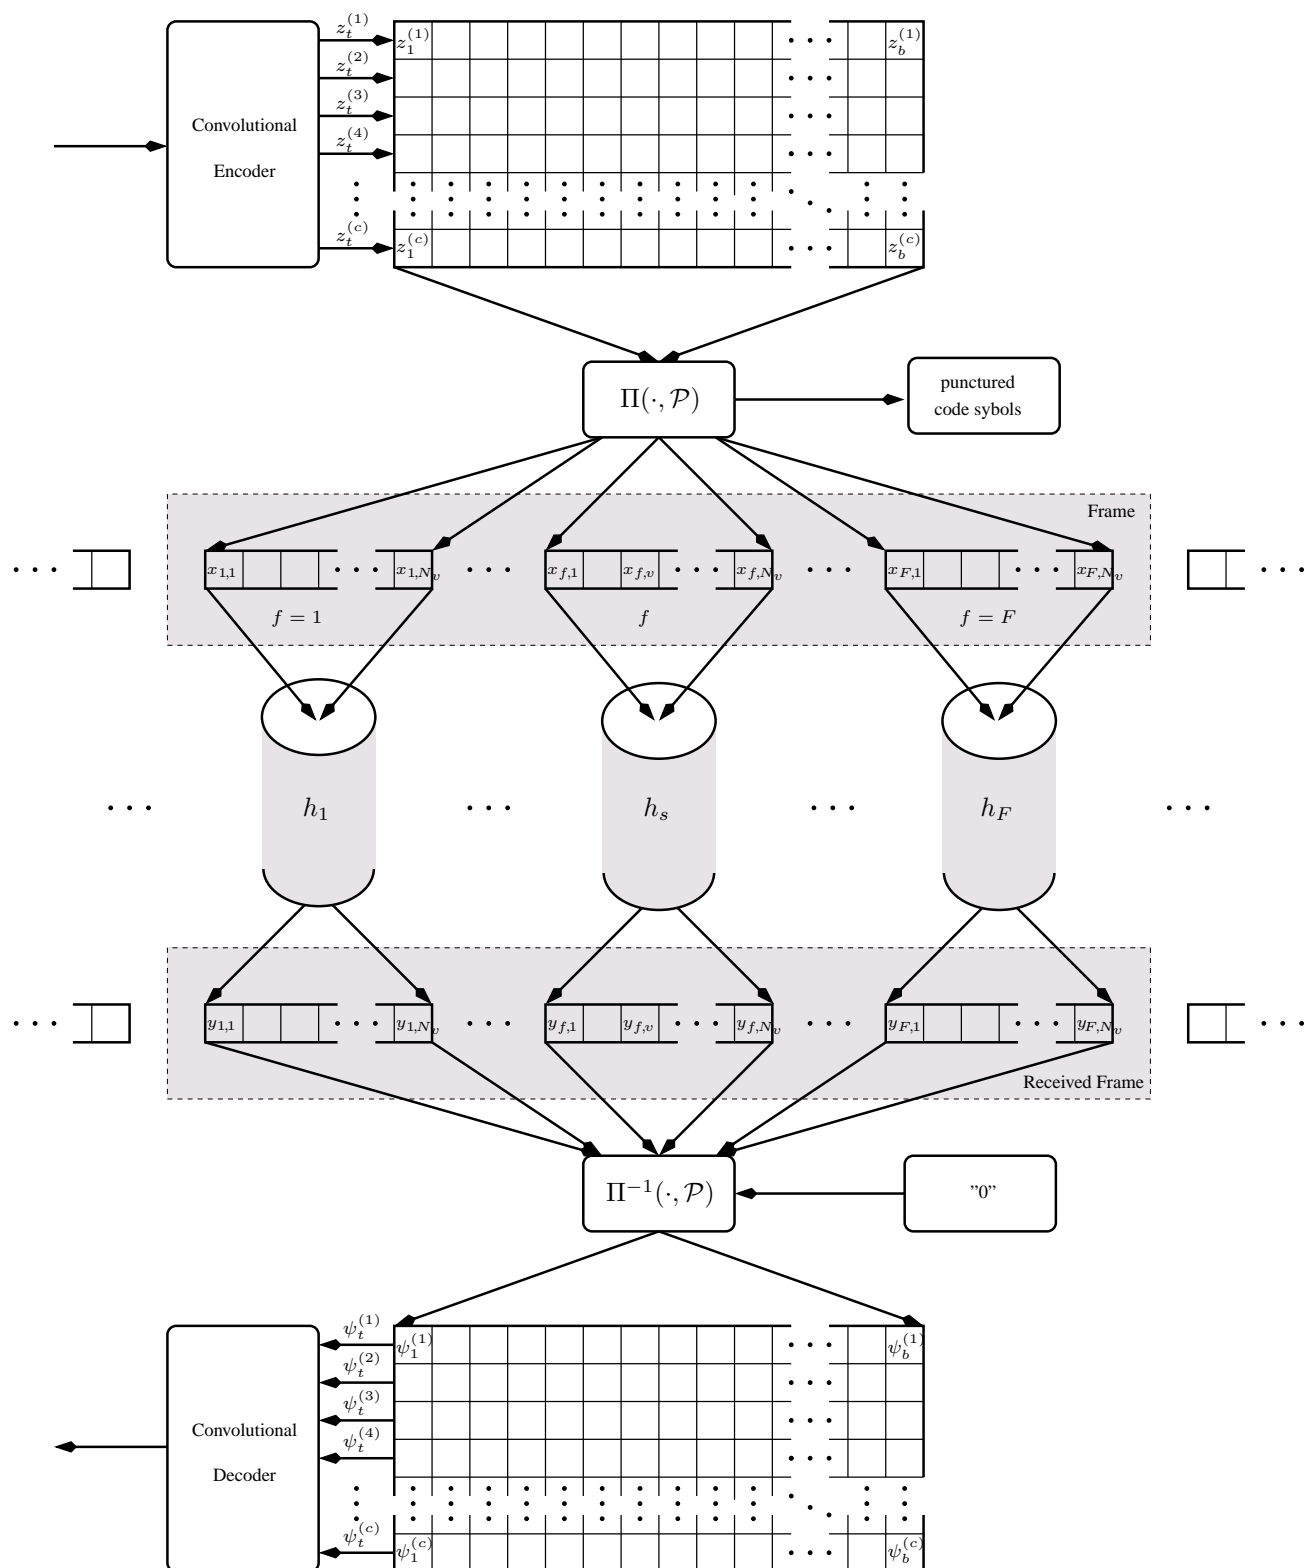 z_t^{(1)}
z_1^{(1)} · · · z_b^{(1)}
z_t^{(2)}
· · ·
z_t^{(3)}
· · ·
Convolutional
z_t^{(4)}
· · ·
Encoder
z_t^{(c)}
z_1^{(c)} · · · z_b^{(c)}
Π(·, P)
punctured
code sybols
Frame
· · · x_{1,1} · · · x_{1,N_v} · · · x_{f,1} x_{f,v} · · · x_{f,N_v} · · · x_{F,1} · · · x_{F,N_v} · · ·
f = 1 f f = F
· · · h_1 · · · h_s · · · h_F · · ·
· · · y_{1,1} · · · y_{1,N_v} · · · y_{f,1} y_{f,v} · · · y_{f,N_v} · · · y_{F,1} · · · y_{F,N_v} · · ·
Received Frame
Π^{−1}(·, P)
”0”
ψ_t^{(1)}
ψ_1^{(1)} · · · ψ_b^{(1)}
ψ_t^{(2)}
· · ·
ψ_t^{(3)}
· · ·
Convolutional
ψ_t^{(4)}
· · ·
Decoder
ψ_t^{(c)}
ψ_1^{(c)} · · · ψ_b^{(c)}